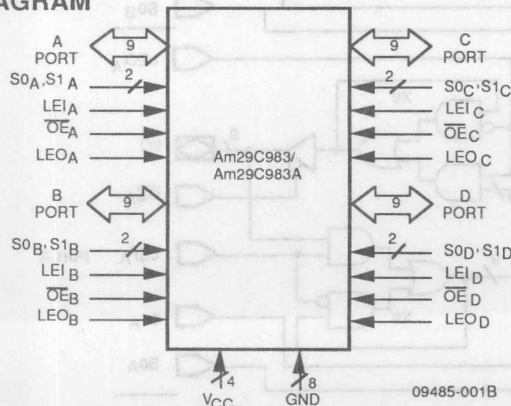 AGRAM
A
PORT
9
S0A,S1A
2
LEIA
OEA
LEOA
B
PORT
9
S0B,S1B
2
LEIB
OEB
LEOB
Am29C983/
Am29C983A
9
C
PORT
2
S0C,S1C
LEIC
OEC
LEOC
9
D
PORT
2
S0D,S1D
LEID
OED
LEOD
4
VCC
8
GND
09485-001B